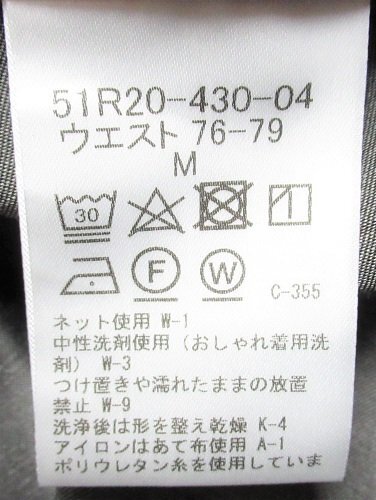 51R20-430-04
ウエスト 76-79
M
30
F W C-355
ネット使用 W-1
中性洗剤使用（おしゃれ着用洗
剤） W-3
つけ置きや濡れたままの放置
禁止 W-9
洗浄後は形を整え乾燥 K-4
アイロンはあて布使用 A-1
ポリウレタン糸を使用していま